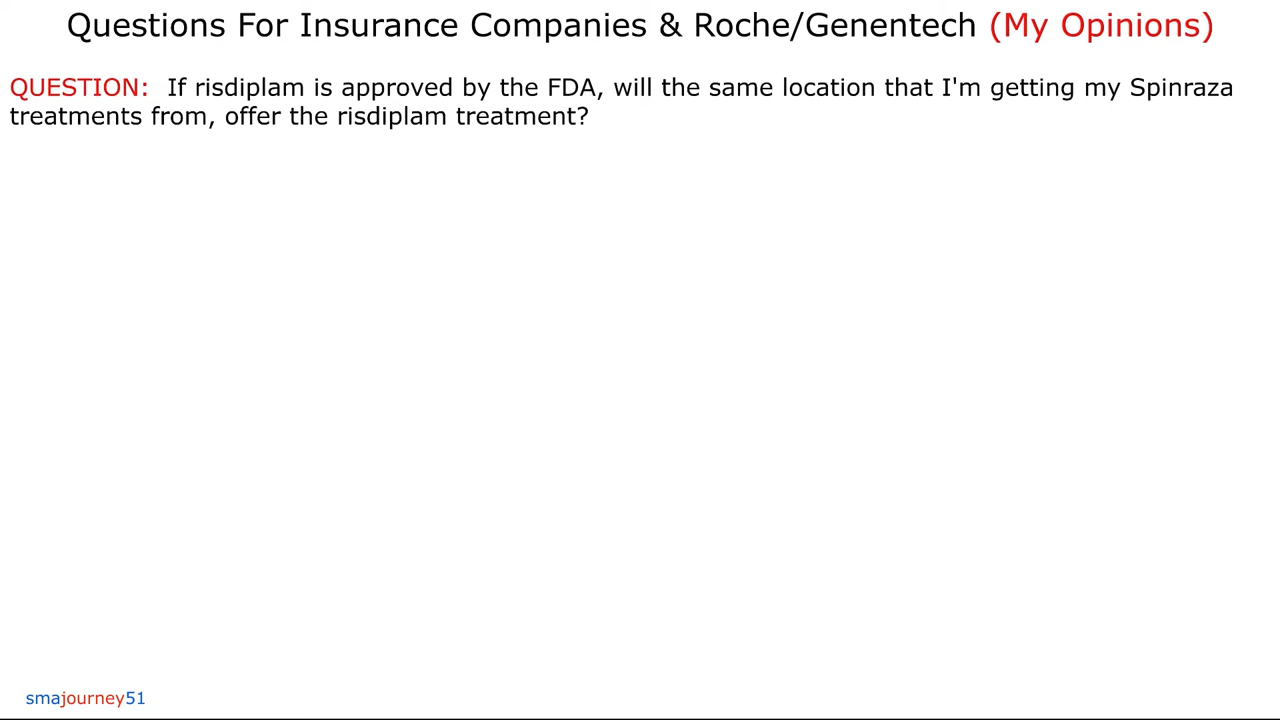 Questions For Insurance Companies & Roche/Genentech (My Opinions)
QUESTION: If risdiplam is approved by the FDA, will the same location that I'm getting my Spinraza
treatments from, offer the risdiplam treatment?
smajourney51